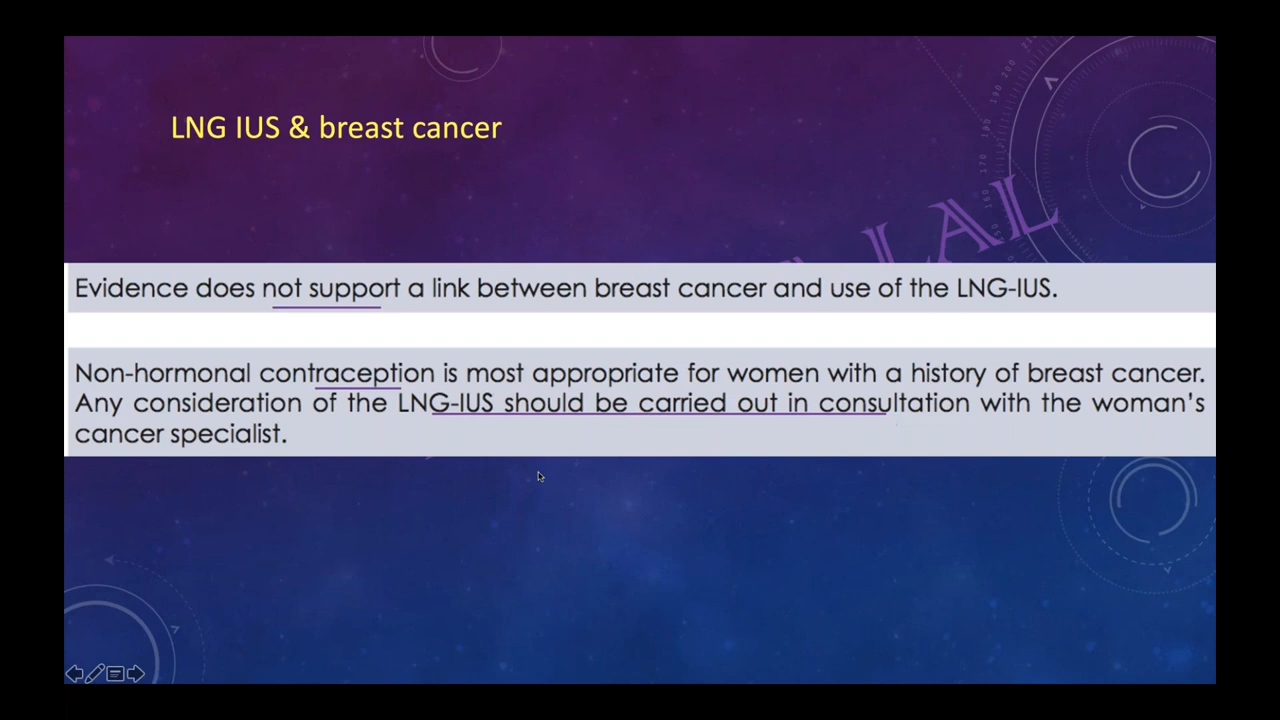 LNG IUS & breast cancer
LAL
Evidence does not support a link between breast cancer and use of the LNG-IUS.
Non-hormonal contraception is most appropriate for women with a history of breast cancer.
Any consideration of the LNG-IUS should be carried out in consultation with the woman's
cancer specialist.